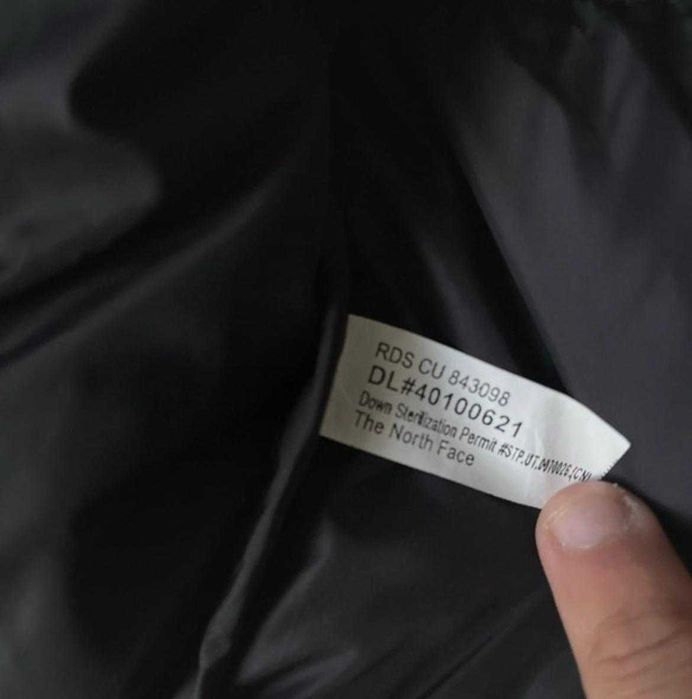 RDS CU 843098
DL#40100621
Down Sterilization Permit #STP.UT.
The North Face